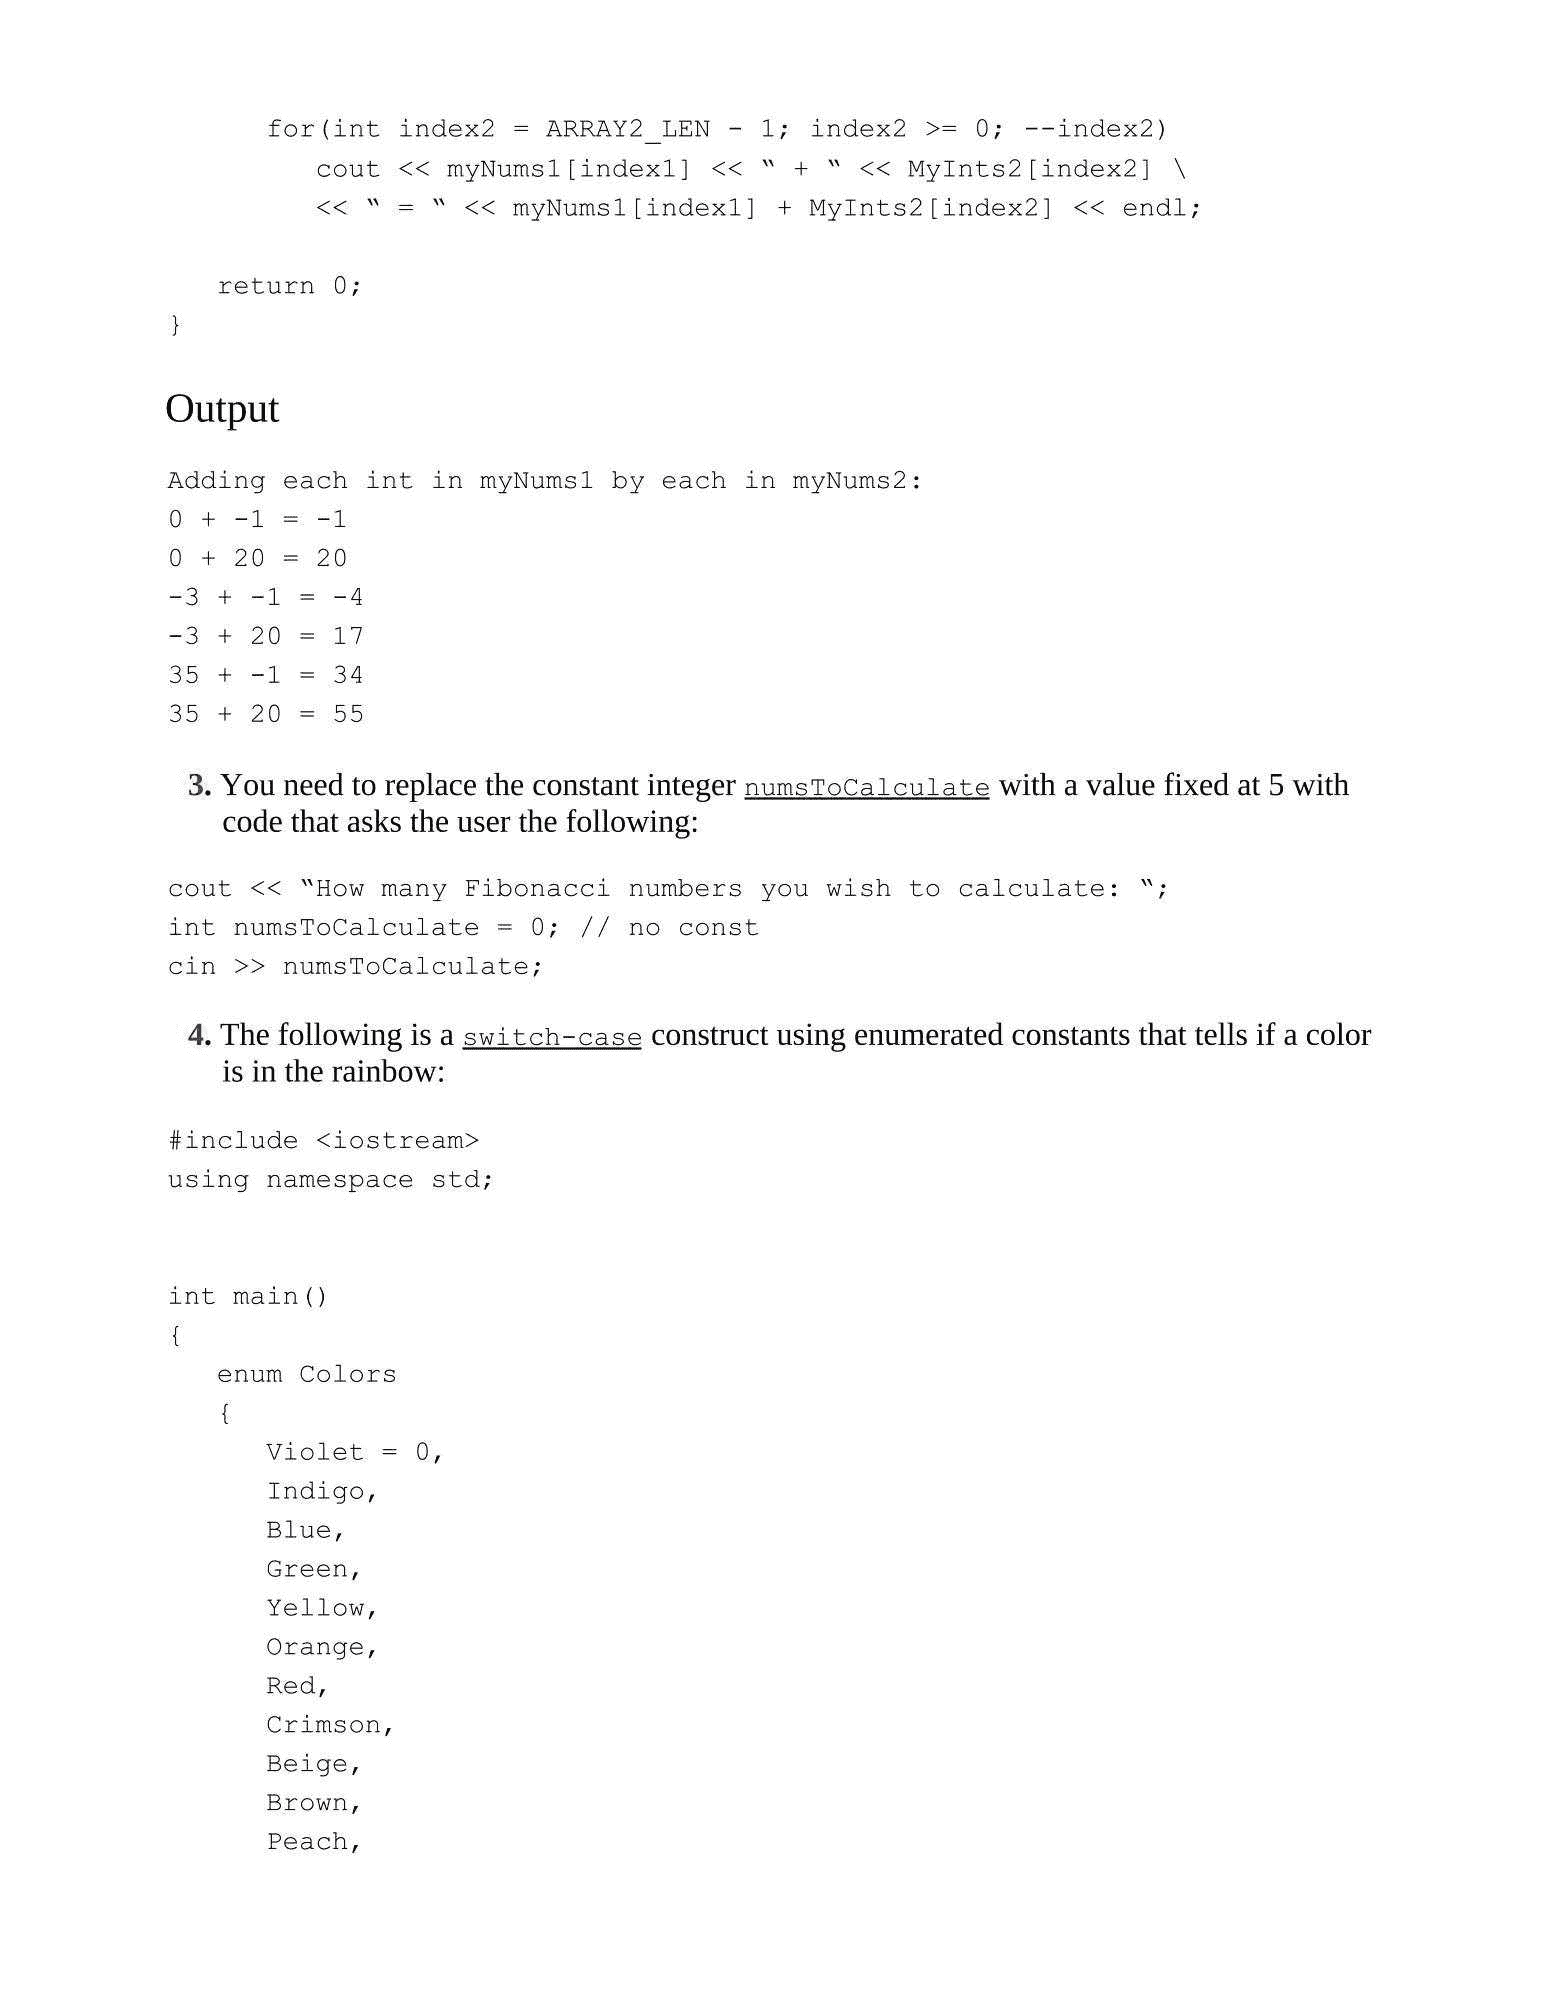 for(int index2 = ARRAY2_LEN - 1; index2 >= 0; --index2)
cout << myNums1[index1] << “ + “ << MyInts2[index2] \
<< “ = “ << myNums1[index1] + MyInts2[index2] << endl;
return 0;
}
Output
Adding each int in myNums1 by each in myNums2:
0 + -1 = -1
0 + 20 = 20
-3 + -1 = -4
-3 + 20 = 17
35 + -1 = 34
35 + 20 = 55
3. You need to replace the constant integer numsToCalculate with a value fixed at 5 with
code that asks the user the following:
cout << “How many Fibonacci numbers you wish to calculate: “;
int numsToCalculate = 0; // no const
cin >> numsToCalculate;
4. The following is a switch-case construct using enumerated constants that tells if a color
is in the rainbow:
#include <iostream>
using namespace std;
int main()
{
enum Colors
{
Violet = 0,
Indigo,
Blue,
Green,
Yellow,
Orange,
Red,
Crimson,
Beige,
Brown,
Peach,